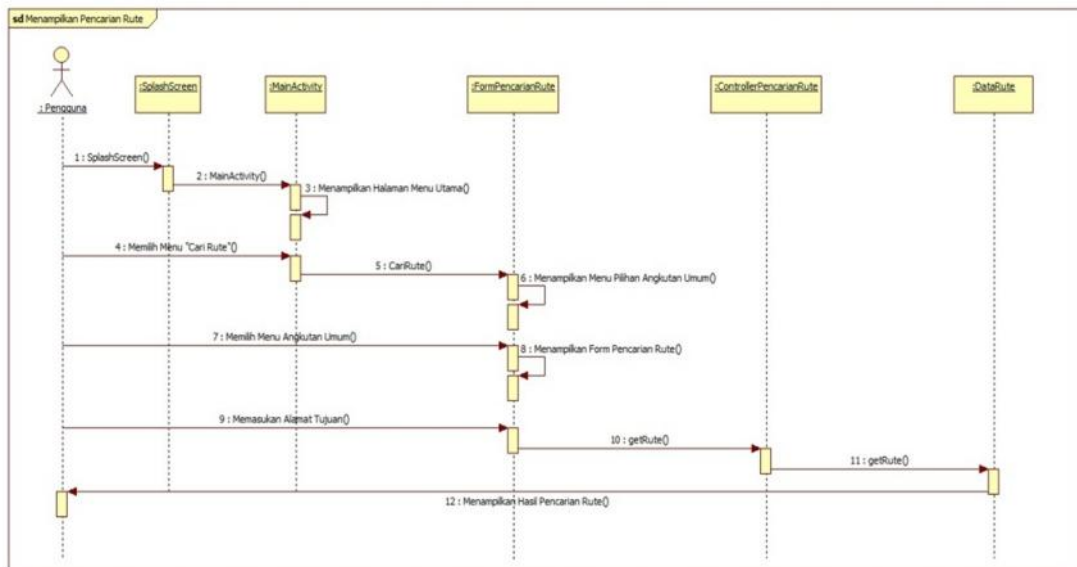 sd Menampilkan Pencarian Rute
: Pengguna
:SplashScreen
:MainActivity
:FormPencarianRute
:ControllerPencarianRute
:DataRute
1 : SplashScreen()
2 : MainActivity()
3 : Menampilkan Halaman Menu Utama()
4 : Memilih Menu "Cari Rute"()
5 : CariRute()
6 : Menampilkan Menu Pilihan Angkutan Umum()
7 : Memilih Menu Angkutan Umum()
8 : Menampilkan Form Pencarian Rute()
9 : Memasukan Alamat Tujuan()
10 : getRute()
11 : getRute()
12 : Menampilkan Hasil Pencarian Rute()